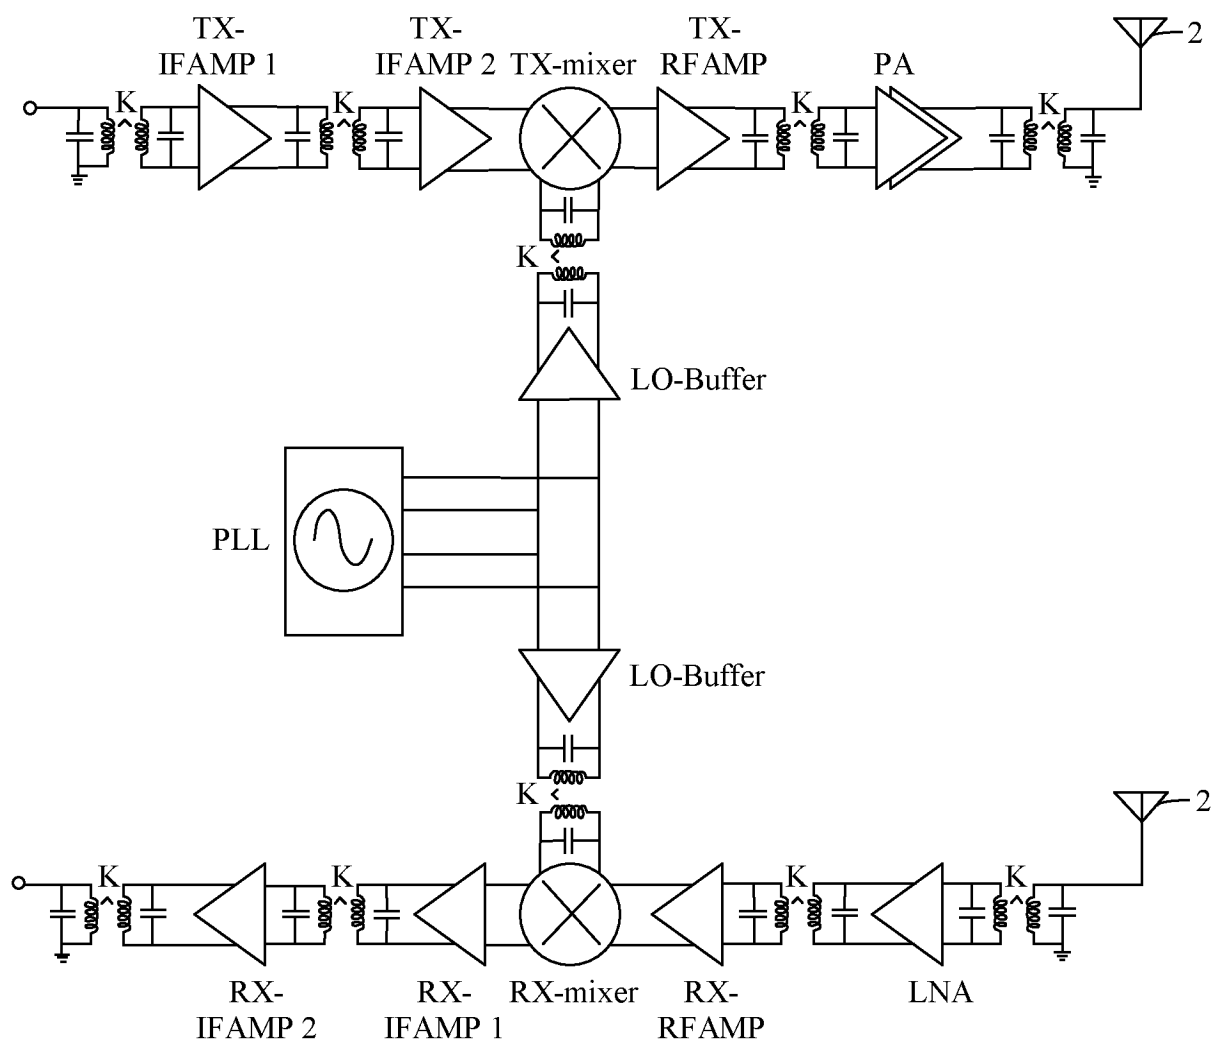 TX-
IFAMP 1
TX-
IFAMP 2
TX-mixer
TX-
RFAMP
PA
2
K
K
K
K
K
LO-Buffer
PLL
LO-Buffer
K
2
K
K
K
K
RX-
IFAMP 2
RX-
IFAMP 1
RX-mixer
RX-
RFAMP
LNA